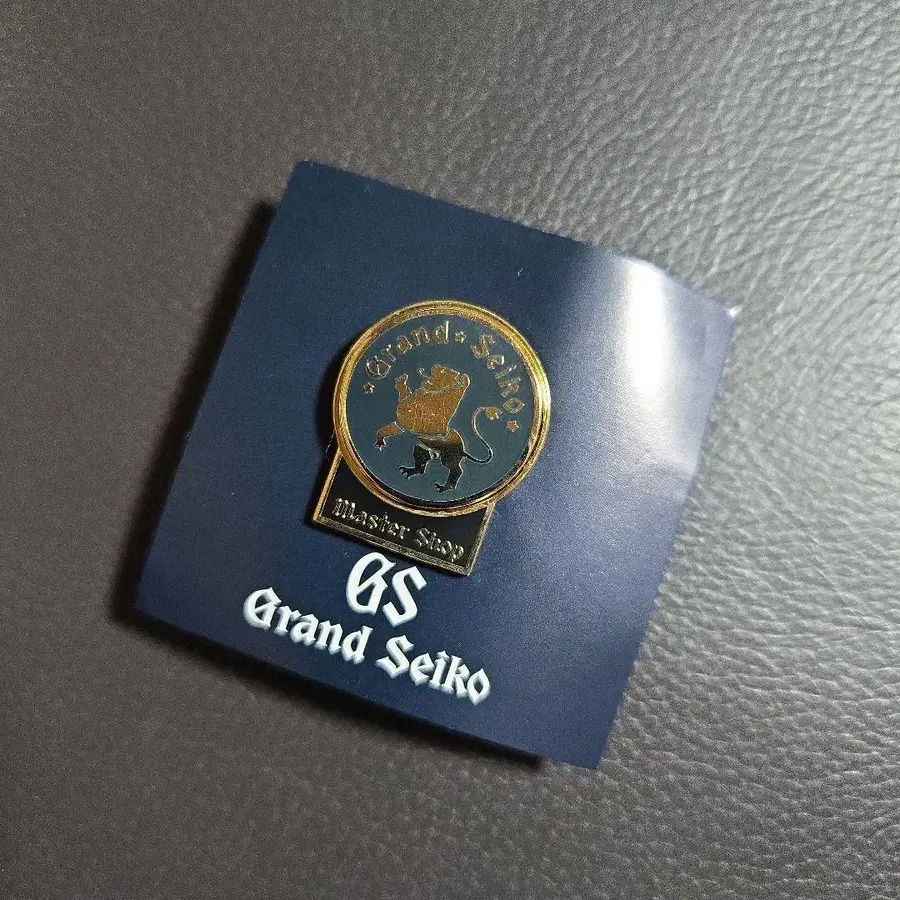 Grand Seiko
Master Shop
GS
Grand Seiko